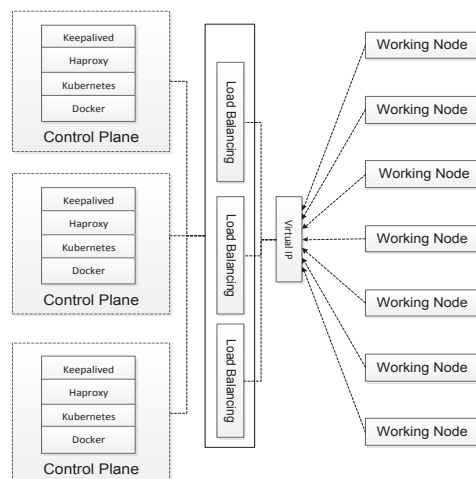 Keepalived
Haproxy
Kubernetes
Docker
Control Plane
Keepalived
Haproxy
Kubernetes
Docker
Control Plane
Keepalived
Haproxy
Kubernetes
Docker
Control Plane
Load Balancing
Load Balancing
Load Balancing
Virtual IP
Working Node
Working Node
Working Node
Working Node
Working Node
Working Node
Working Node